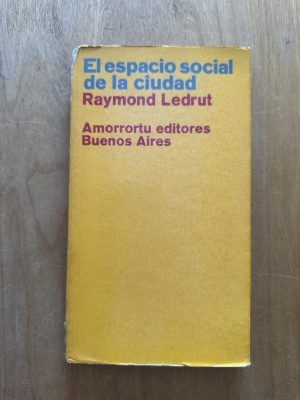 El espacio social
de la ciudad
Raymond Ledrut
Amorrortu editores
Buenos Aires